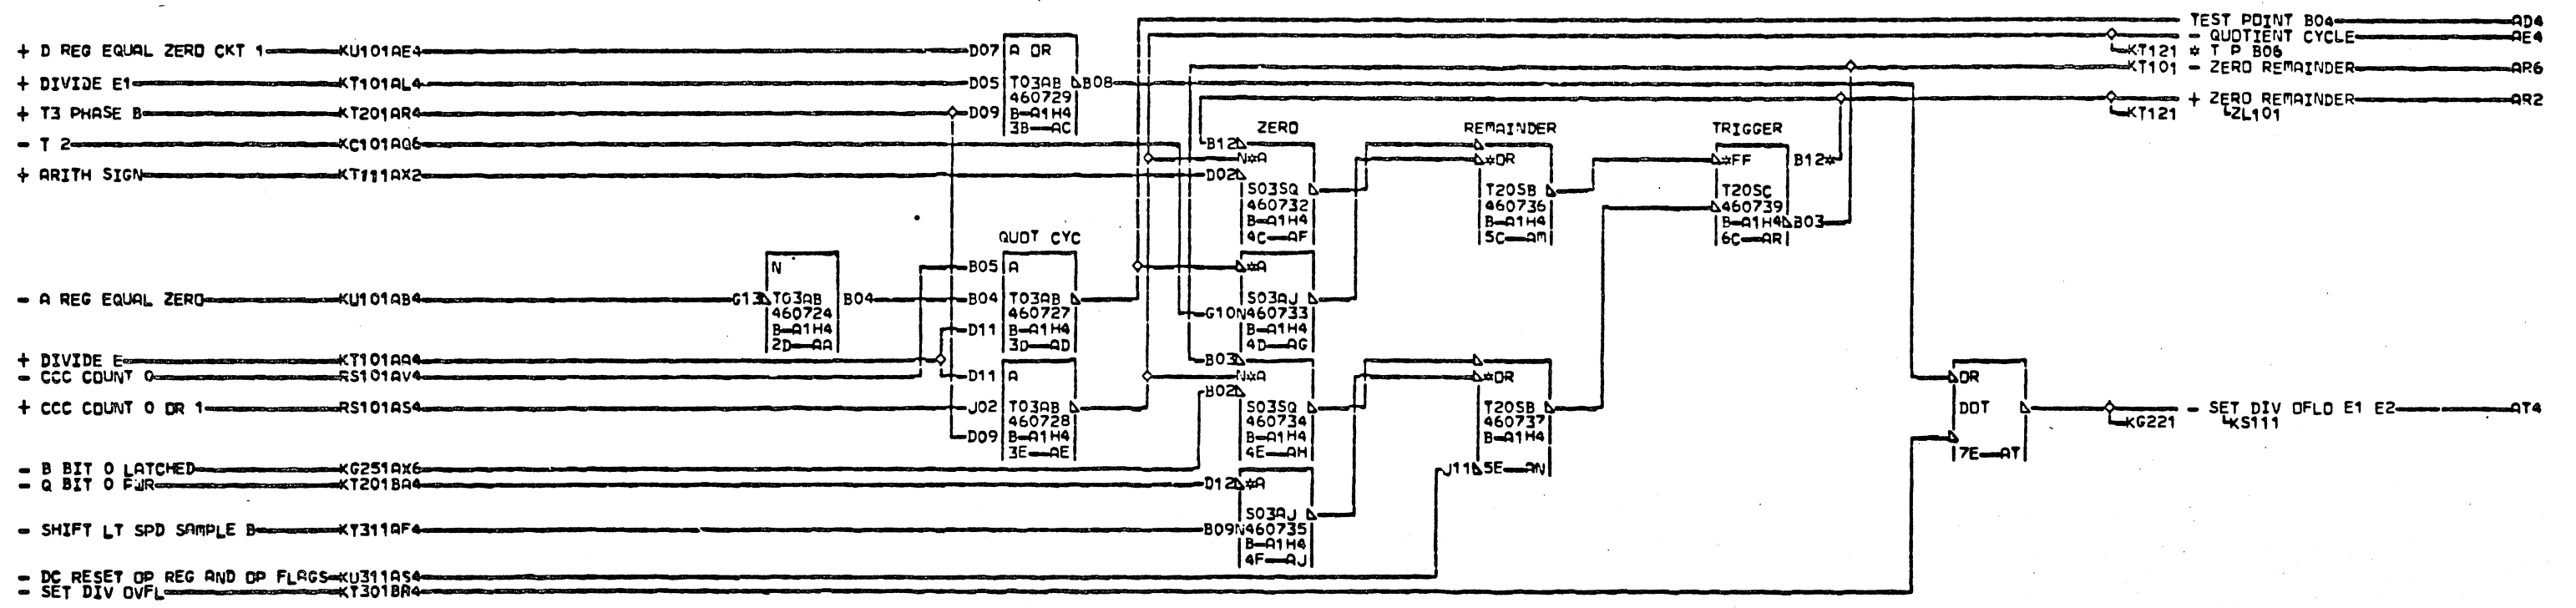 TEST POINT B04 AD4
- QUOTIENT CYCLE AE4
KT121 * T P B06
KT101 - ZERO REMAINDER AR6
+ ZERO REMAINDER AR2
KT121 ZL101
+ D REG EQUAL ZERO CKT 1 KU101AE4
+ DIVIDE E1 KT101AL4
+ T3 PHASE B KT201AR4
- T 2 KC101AQ6
+ ARITH SIGN KT111AX2
- A REG EQUAL ZERO KU101AB4
+ DIVIDE E KT101AA4
- CCC COUNT 0 RS101AV4
+ CCC COUNT 0 OR 1 RS101AS4
- B BIT 0 LATCHED KG251AX6
- Q BIT 0 PWR KT201BA4
- SHIFT LT SPD SAMPLE B KT311AF4
- DC RESET OP REG AND OP FLAGS KU311AS4
- SET DIV OVFL KT301BR4
N
G13 T03AB B04
460724
B-A1H4
2D-AA
D07 A OR
D05 T03AB B08
460729
D09 B-A1H4
3B-AC
QUOT CYC
B05 A
B04 T03AB
460727
D11 B-A1H4
3D-AD
D11 A
J02 T03AB
460728
D09 B-A1H4
3E-AE
ZERO
B12
N*A
D02
S03SQ
460732
B-A1H4
4C-AF
*A
S03AJ
G10N460733
B-A1H4
4D-AG
B03
N*A
B02
S03SQ
460734
B-A1H4
4E-AH
D12 *A
S03AJ
B09N460735
B-A1H4
4F-AJ
REMAINDER
*OR
T20SB
460736
B-A1H4
5C-AM
*OR
T20SB
460737
B-A1H4
J11 5E-AN
TRIGGER
*FF B12*
T20SC
460739
B-A1H4 B03
6C-AR
OR
DOT
7E-AT
- SET DIV OFLO E1 E2 AT4
KG221 KS111